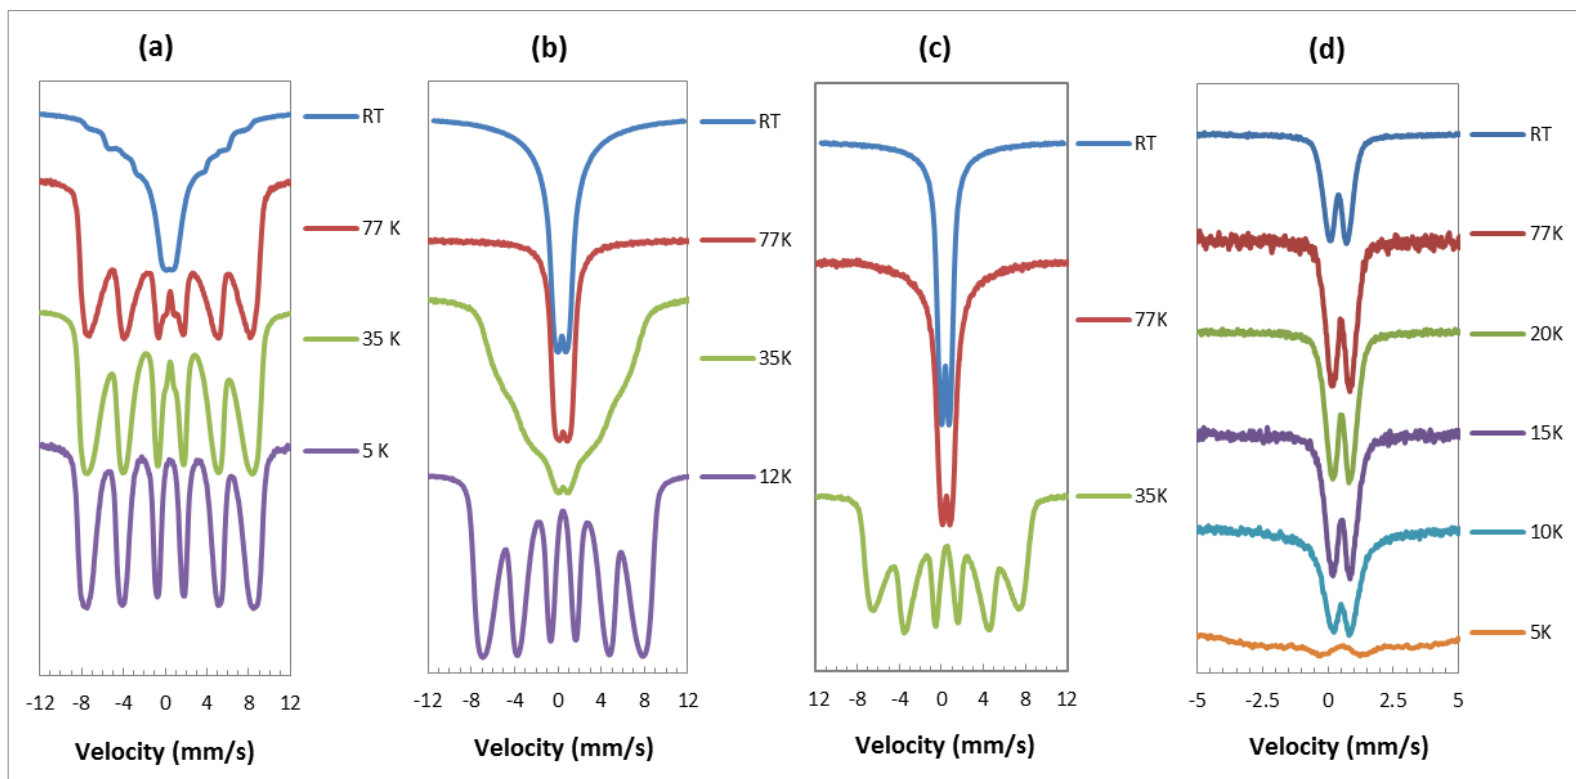 (a)
RT
77 K
35 K
5 K
-12 -8 -4 0 4 8 12
Velocity (mm/s)
(b)
RT
77K
35K
12K
-12 -8 -4 0 4 8 12
Velocity (mm/s)
(c)
RT
77K
35K
12 -8 -4 0 4 8 12
Velocity (mm/s)
(d)
RT
77K
20K
15K
10K
5K
-5 -2.5 0 2.5 5
Velocity (mm/s)